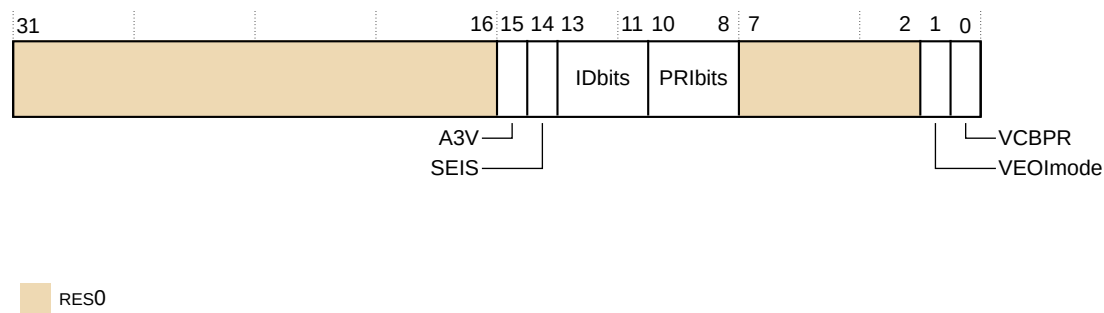 31 16 15 14 13 11 10 8 7 2 1 0
IDbits PRIbits
A3V VCBPR
SEIS VEOImode
RES0